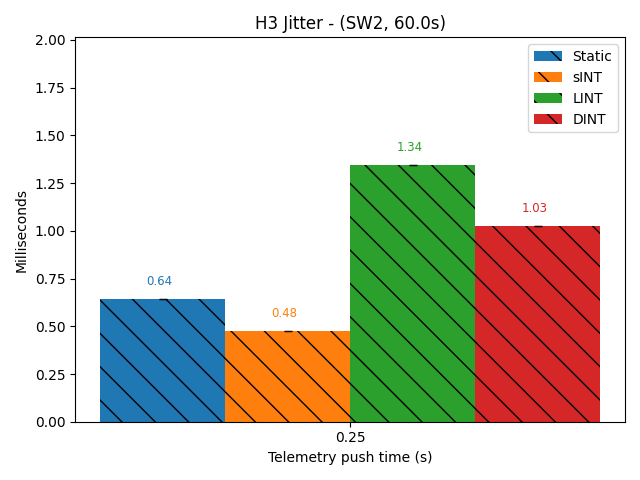 H3 Jitter - (SW2, 60.0s)
2.00
1.75
1.50
1.25
1.00
0.75
0.50
0.25
0.00
Milliseconds
Static
sINT
LINT
DINT
0.64
0.48
1.34
1.03
0.25
Telemetry push time (s)